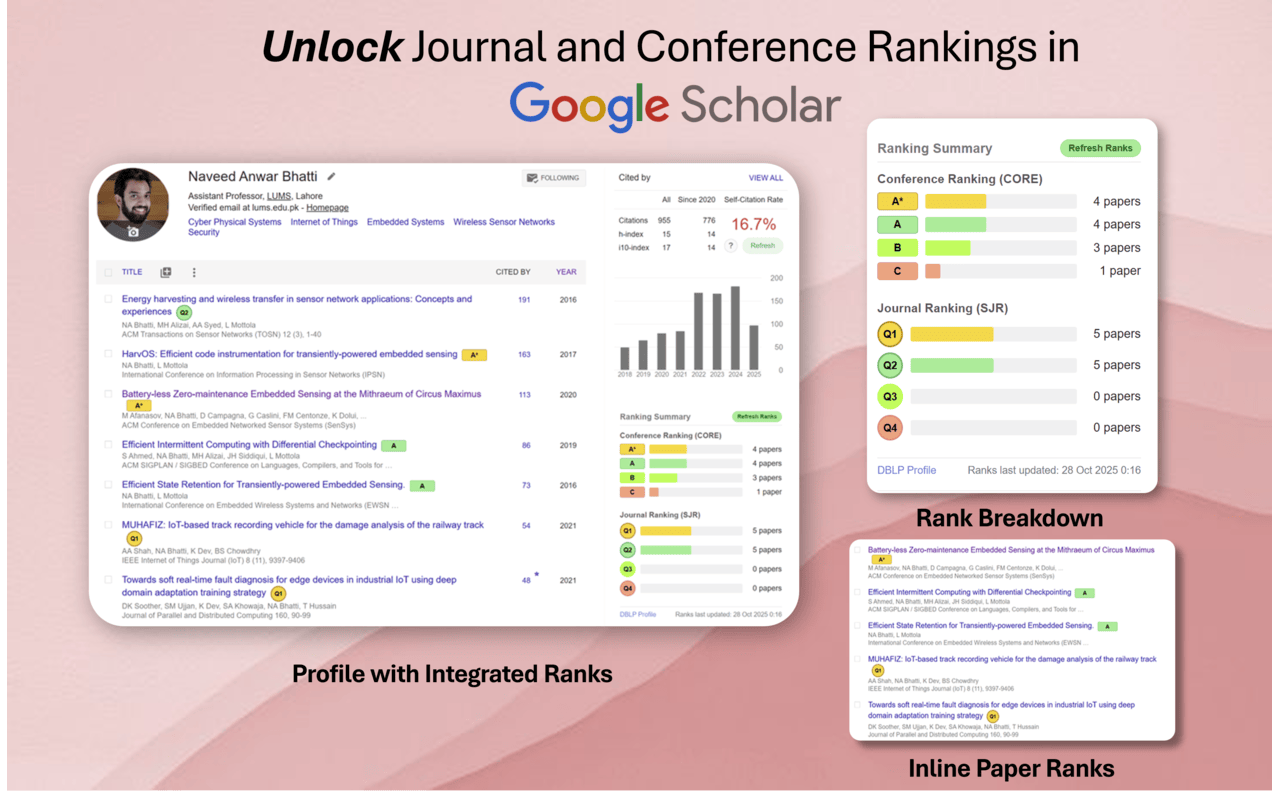 Unlock Journal and Conference Rankings in
Google Scholar
Naveed Anwar Bhatti
FOLLOWING
Assistant Professor, LUMS, Lahore
Verified email at lums.edu.pk - Homepage
Cyber Physical Systems Internet of Things Embedded Systems Wireless Sensor Networks
Security
TITLE CITED BY YEAR
Energy harvesting and wireless transfer in sensor network applications: Concepts and 191 2016
experiences Q2
NA Bhatti, MH Alizai, AA Syed, L Mottola
ACM Transactions on Sensor Networks (TOSN) 12 (3), 1-40
HarvOS: Efficient code instrumentation for transiently-powered embedded sensing A* 163 2017
NA Bhatti, L Mottola
International Conference on Information Processing in Sensor Networks (IPSN)
Battery-less Zero-maintenance Embedded Sensing at the Mithraeum of Circus Maximus 113 2020
A*
M Afanasov, NA Bhatti, D Campagna, G Caslini, FM Centonze, K Dolui, ...
ACM Conference on Embedded Networked Sensor Systems (SenSys)
Efficient Intermittent Computing with Differential Checkpointing A 86 2019
S Ahmed, NA Bhatti, MH Alizai, JH Siddiqui, L Mottola
ACM SIGPLAN / SIGBED Conference on Languages, Compilers, and Tools for ...
Efficient State Retention for Transiently-powered Embedded Sensing. A 73 2016
NA Bhatti, L Mottola
International Conference on Embedded Wireless Systems and Networks (EWSN ...
MUHAFIZ: IoT-based track recording vehicle for the damage analysis of the railway track 54 2021
Q1
AA Shah, NA Bhatti, K Dev, BS Chowdhry
IEEE Internet of Things Journal (IoT) 8 (11), 9397-9406
Towards soft real-time fault diagnosis for edge devices in industrial IoT using deep 48 * 2021
domain adaptation training strategy Q1
DK Soother, SM Ujjan, K Dev, SA Khowaja, NA Bhatti, T Hussain
Journal of Parallel and Distributed Computing 160, 90-99
Cited by VIEW ALL
All Since 2020 Self-Citation Rate
Citations 955 776 16.7%
h-index 15 14
i10-index 17 14 ? Refresh
200
150
100
50
0
2018 2019 2020 2021 2022 2023 2024 2025
Ranking Summary Refresh Ranks
Conference Ranking (CORE)
A* 4 papers
A 4 papers
B 3 papers
C 1 paper
Journal Ranking (SJR)
Q1 5 papers
Q2 5 papers
Q3 0 papers
Q4 0 papers
DBLP Profile Ranks last updated: 28 Oct 2025 0:16
Profile with Integrated Ranks
Ranking Summary Refresh Ranks
Conference Ranking (CORE)
A* 4 papers
A 4 papers
B 3 papers
C 1 paper
Journal Ranking (SJR)
Q1 5 papers
Q2 5 papers
Q3 0 papers
Q4 0 papers
DBLP Profile Ranks last updated: 28 Oct 2025 0:16
Rank Breakdown
Battery-less Zero-maintenance Embedded Sensing at the Mithraeum of Circus Maximus
A*
M Afanasov, NA Bhatti, D Campagna, G Caslini, FM Centonze, K Dolui, ...
ACM Conference on Embedded Networked Sensor Systems (SenSys)
Efficient Intermittent Computing with Differential Checkpointing A
S Ahmed, NA Bhatti, MH Alizai, JH Siddiqui, L Mottola
ACM SIGPLAN / SIGBED Conference on Languages, Compilers, and Tools for ...
Efficient State Retention for Transiently-powered Embedded Sensing. A
NA Bhatti, L Mottola
International Conference on Embedded Wireless Systems and Networks (EWSN ...
MUHAFIZ: IoT-based track recording vehicle for the damage analysis of the railway track
Q1
AA Shah, NA Bhatti, K Dev, BS Chowdhry
IEEE Internet of Things Journal (IoT) 8 (11), 9397-9406
Towards soft real-time fault diagnosis for edge devices in industrial IoT using deep
domain adaptation training strategy Q1
DK Soother, SM Ujjan, K Dev, SA Khowaja, NA Bhatti, T Hussain
Journal of Parallel and Distributed Computing 160, 90-99
Inline Paper Ranks